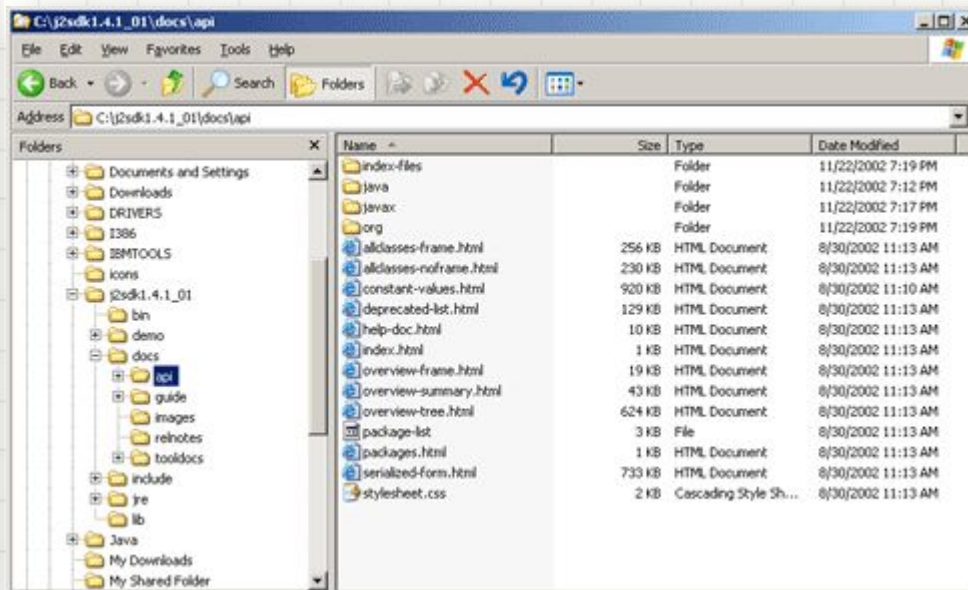 C:\j2sdk1.4.1_01\docs\api
File Edit View Favorites Tools Help
Back Search Folders
Address C:\j2sdk1.4.1_01\docs\api
Folders
Documents and Settings
Downloads
DRIVERS
I386
IBMTOOLS
icons
j2sdk1.4.1_01
bin
demo
docs
api
guide
images
relnotes
tooldocs
include
jre
lib
Java
My Downloads
My Shared Folder
Name Size Type Date Modified
index-files Folder 11/22/2002 7:19 PM
java Folder 11/22/2002 7:12 PM
javax Folder 11/22/2002 7:17 PM
org Folder 11/22/2002 7:19 PM
allclasses-frame.html 256 KB HTML Document 8/30/2002 11:13 AM
allclasses-noframe.html 230 KB HTML Document 8/30/2002 11:13 AM
constant-values.html 920 KB HTML Document 8/30/2002 11:10 AM
deprecated-list.html 129 KB HTML Document 8/30/2002 11:13 AM
help-doc.html 10 KB HTML Document 8/30/2002 11:13 AM
index.html 1 KB HTML Document 8/30/2002 11:13 AM
overview-frame.html 19 KB HTML Document 8/30/2002 11:13 AM
overview-summary.html 43 KB HTML Document 8/30/2002 11:13 AM
overview-tree.html 624 KB HTML Document 8/30/2002 11:13 AM
package-list 3 KB File 8/30/2002 11:13 AM
packages.html 1 KB HTML Document 8/30/2002 11:13 AM
serialized-form.html 733 KB HTML Document 8/30/2002 11:13 AM
stylesheet.css 2 KB Cascading Style Sh... 8/30/2002 11:13 AM